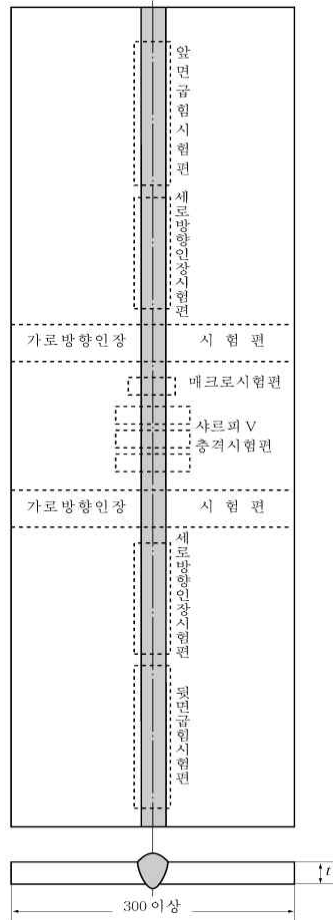 앞면굽힘시험편
세로방향인장시험편
가로방향인장 시 험 편
매크로시험편
샤르피 V
충격시험편
가로방향인장 시 험 편
세로방향인장시험편
뒷면굽힘시험편
t
300 이상